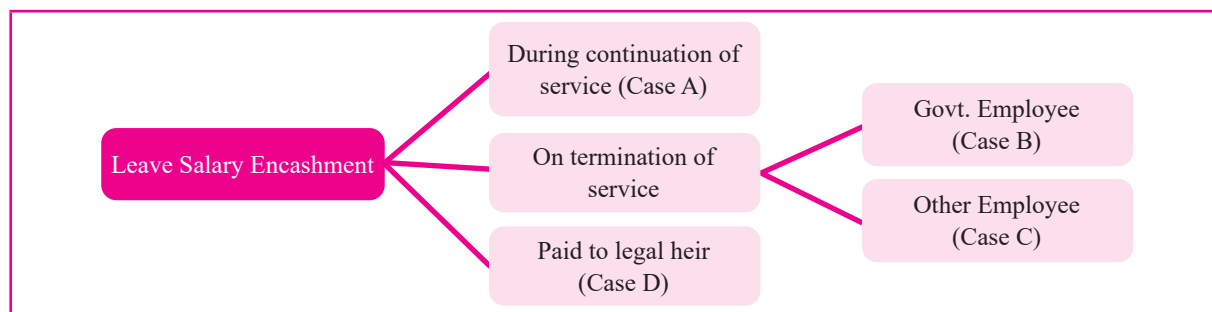 Leave Salary Encashment
During continuation of
service (Case A)
On termination of
service
Paid to legal heir
(Case D)
Govt. Employee
(Case B)
Other Employee
(Case C)